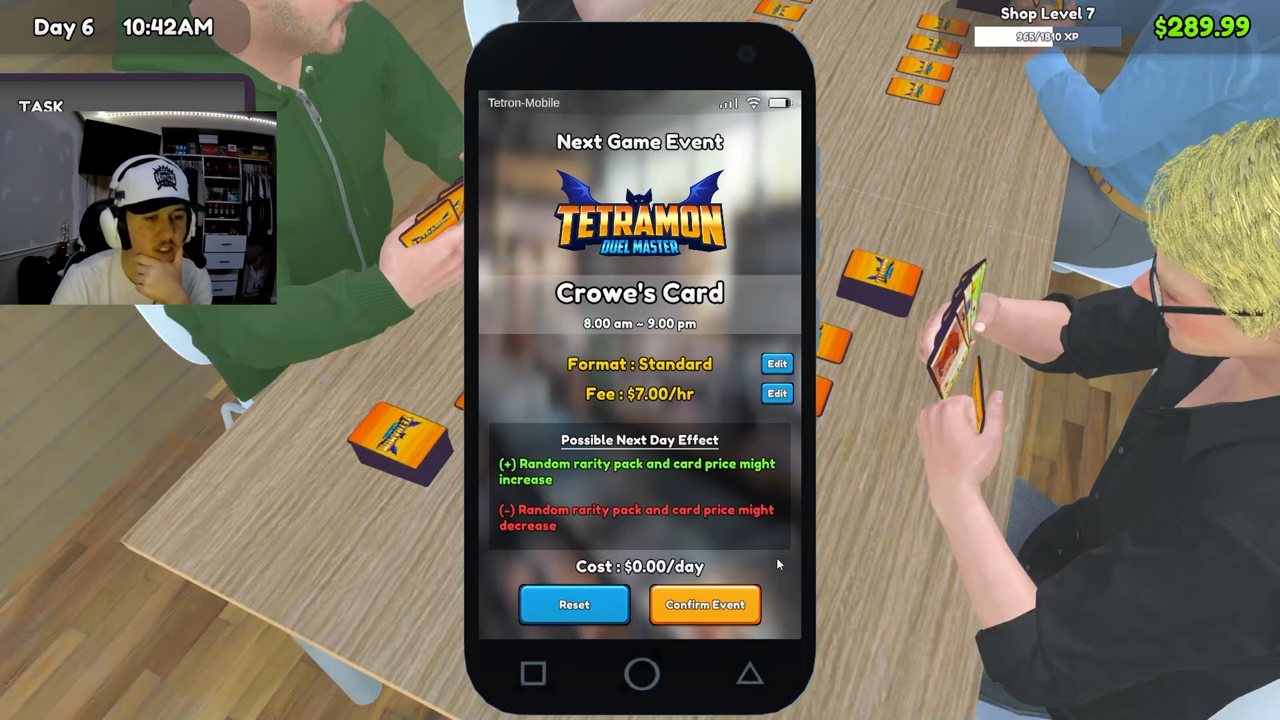 Day 6 10:42AM
Shop Level 7
965/1810 XP
$289.99
TASK
Tetron-Mobile
Next Game Event
TETRAMON
DUEL MASTER
Crowe's Card
8.00 am ~ 9.00 pm
Format : Standard
Edit
Fee : $7.00/hr
Edit
Possible Next Day Effect
(+) Random rarity pack and card price might
increase
(-) Random rarity pack and card price might
decrease
Cost : $0.00/day
Reset
Confirm Event